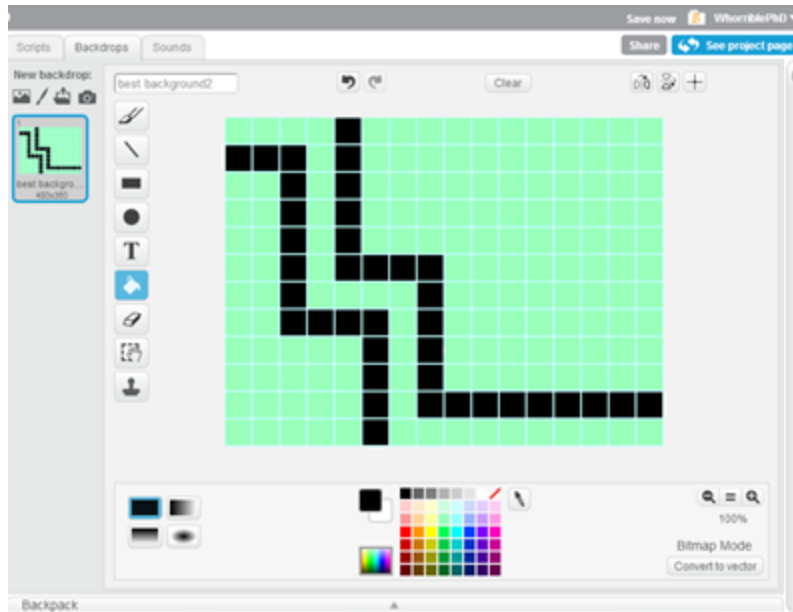 Save now WhorriblePhD
Scripts Backdrops Sounds Share See project page
New backdrop:
best background2 Clear
1
best backgro...
480x360
T
100%
Bitmap Mode
Convert to vector
Backpack